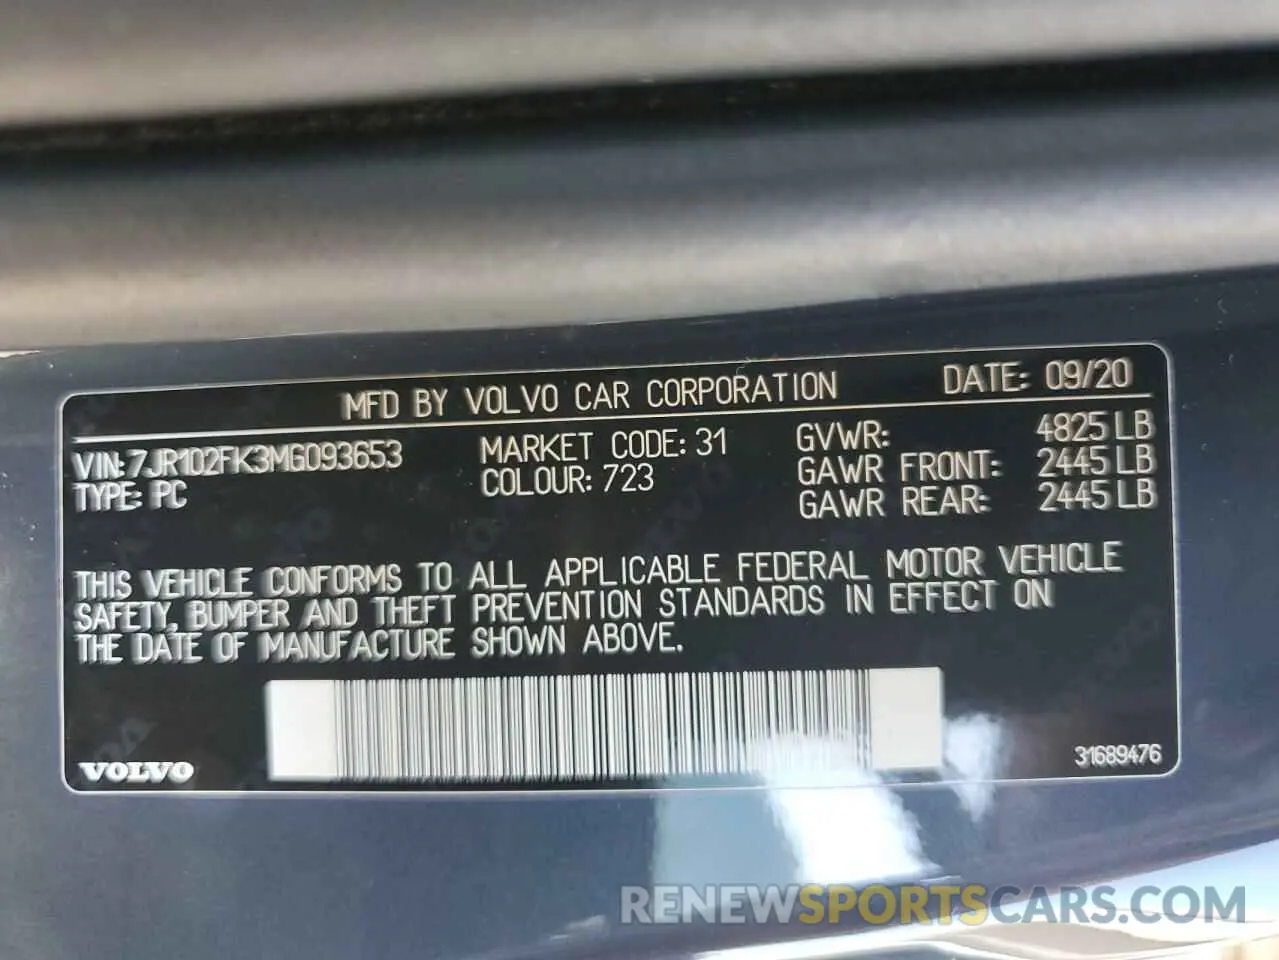 MFD BY VOLVO CAR CORPORATION DATE: 09/20
VIN: 7JR102FK3MG093653 MARKET CODE: 31 GVWR: 4825 LB
TYPE: PC COLOUR: 723 GAWR FRONT: 2445 LB
GAWR REAR: 2445 LB
THIS VEHICLE CONFORMS TO ALL APPLICABLE FEDERAL MOTOR VEHICLE
SAFETY, BUMPER AND THEFT PREVENTION STANDARDS IN EFFECT ON
THE DATE OF MANUFACTURE SHOWN ABOVE.
VOLVO 31689476
RENEWSPORTSCARS.COM